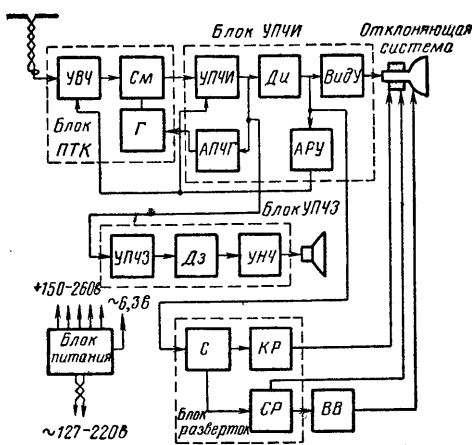 Блок УПЧИ
Отклоняющая
система
УВЧ
См
УПЧИ
Ди
ВидУ
Блок
ПТК
Г
АПЧГ
АРУ
Блок УПЧЗ
УПЧЗ
Дз
УНЧ
+150-260в
~6,3в
Блок
питания
~127-220в
С
КР
Блок
разверток
СР
ВВ